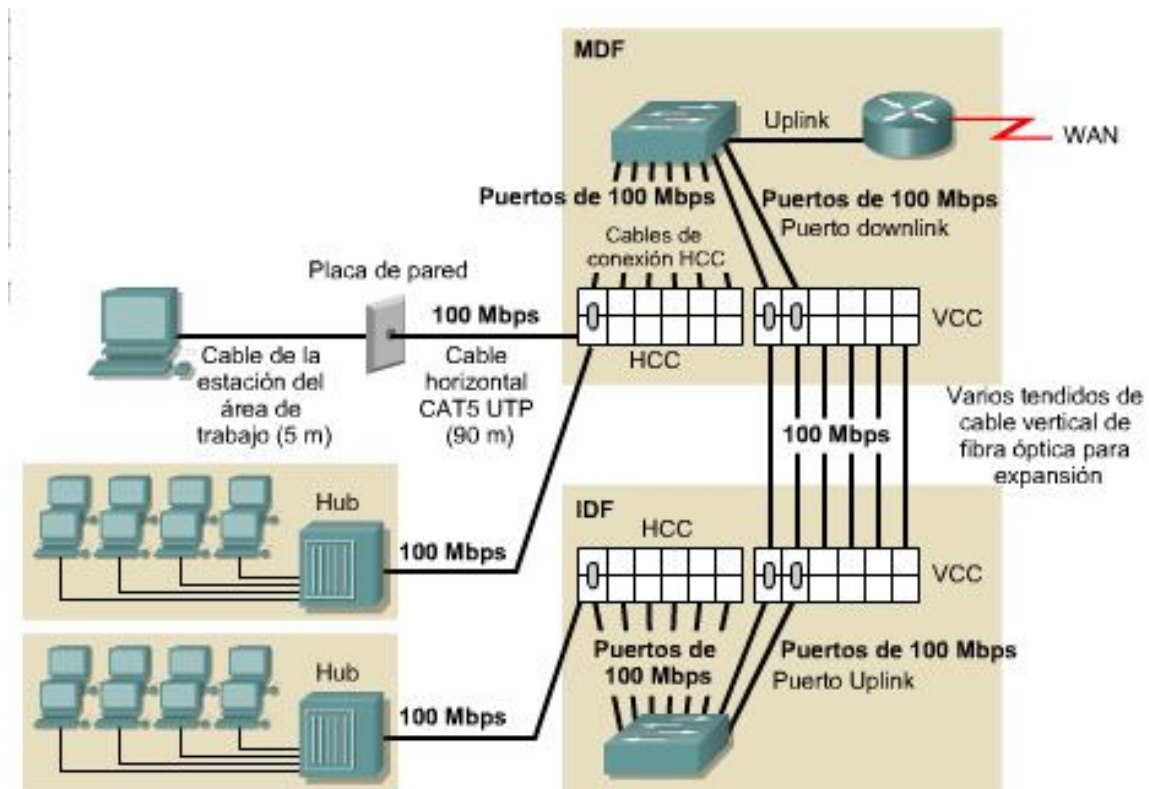 MDF
Uplink
WAN
Puertos de 100 Mbps
Puertos de 100 Mbps
Puerto downlink
Cables de
conexión HCC
Placa de pared
100 Mbps
VCC
HCC
Cable de la
estación del
área de
trabajo (5 m)
Cable
horizontal
CAT5 UTP
(90 m)
Varios tendidos de
cable vertical de
fibra óptica para
expansión
100 Mbps
Hub
100 Mbps
IDF
HCC
VCC
Puertos de
100 Mbps
Puertos de 100 Mbps
Puerto Uplink
Hub
100 Mbps